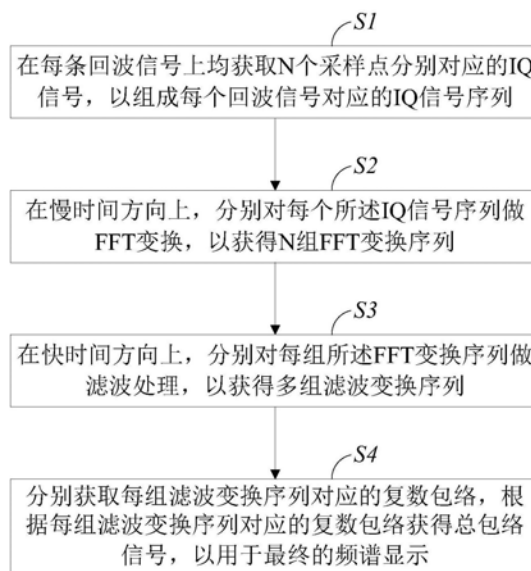 S1
在每条回波信号上均获取N个采样点分别对应的IQ
信号，以组成每个回波信号对应的IQ信号序列
S2
在慢时间方向上，分别对每个所述IQ信号序列做
FFT变换，以获得N组FFT变换序列
S3
在快时间方向上，分别对每组所述FFT变换序列做
滤波处理，以获得多组滤波变换序列
S4
分别获取每组滤波变换序列对应的复数包络，根
据每组滤波变换序列对应的复数包络获得总包络
信号，以用于最终的频谱显示